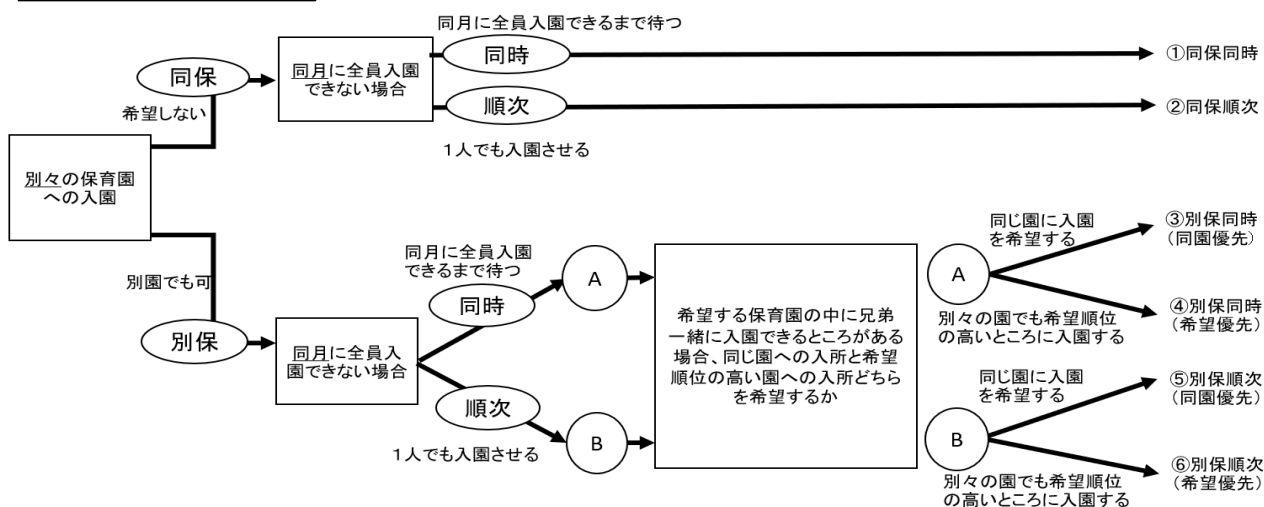 同月に全員入園できるまで待つ
同時
①同保同時
同保
同月に全員入園
できない場合
希望しない
順次
②同保順次
1人でも入園させる
別々の保育園
への入園
別園でも可
別保
同月に全員入
園できない場合
同月に全員入園
できるまで待つ
同時
A
順次
B
1人でも入園させる
希望する保育園の中に兄弟
一緒に入園できるところがある
場合、同じ園への入所と希望
順位の高い園への入所どちら
を希望するか
同じ園に入園
を希望する
③別保同時
(同園優先)
A
④別保同時
(希望優先)
別々の園でも希望順位
の高いところに入園する
同じ園に入園
を希望する
⑤別保順次
(同園優先)
B
⑥別保順次
(希望優先)
別々の園でも希望順位
の高いところに入園する